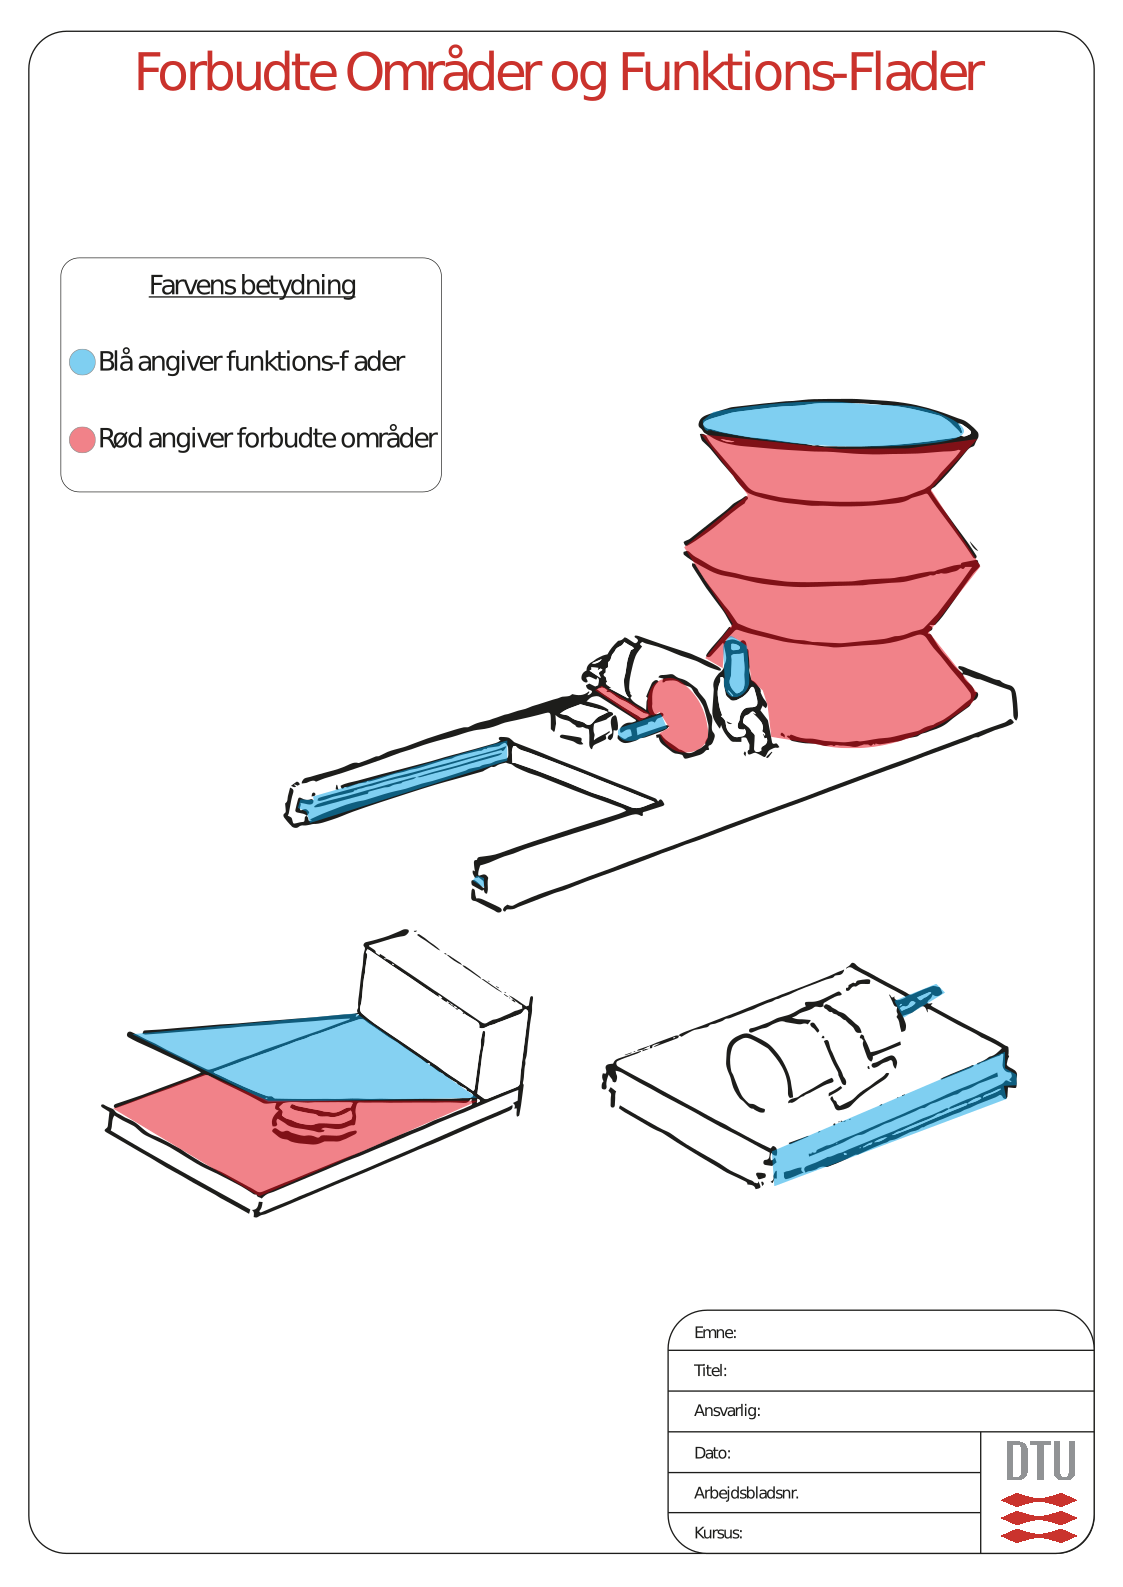 Forbudte Områder og Funktions-Flader
Farvens betydning
Blå angiver funktions-f ader
Rød angiver forbudte områder
Emne:
Titel:
Ansvarlig:
Dato:
Arbejdsbladsnr.
Kursus:
DTU